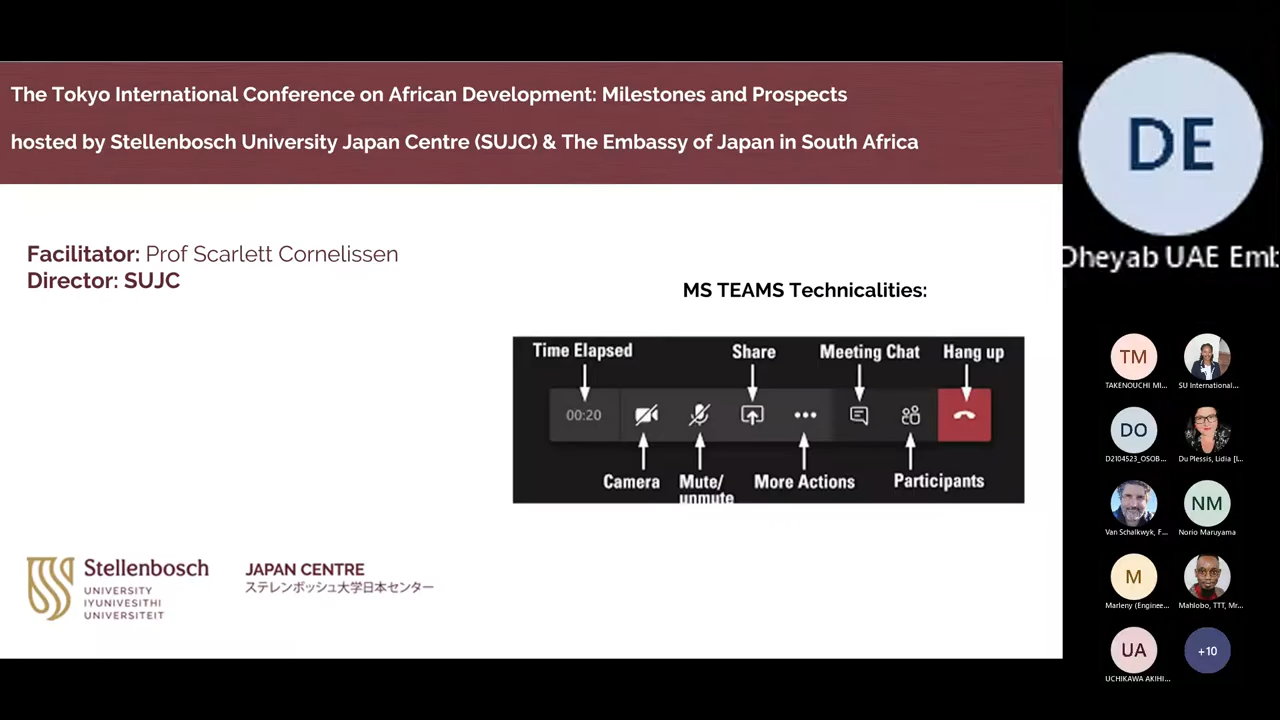 The Tokyo International Conference on African Development: Milestones and Prospects
hosted by Stellenbosch University Japan Centre (SUJC) & The Embassy of Japan in South Africa
Facilitator: Prof Scarlett Cornelissen
Director: SUJC
MS TEAMS Technicalities:
Time Elapsed
Share
Meeting Chat
Hang up
00:20
Camera
Mute/
unmute
More Actions
Participants
Stellenbosch
UNIVERSITY
IYUNIVESITHI
UNIVERSITEIT
JAPAN CENTRE
ステレンボッシュ大学日本センター
DE
Dheyab UAE Emb
TM
TAKENOUCHI MI...
SU International...
DO
D2104523_OSOB...
Du Plessis, Lidia [l...
Van Schalkwyk, F...
NM
Norio Maruyama
M
Marleny (Enginee...
Mahlobo, TTT, Mr...
UA
UCHIKAWA AKIHI...
+10